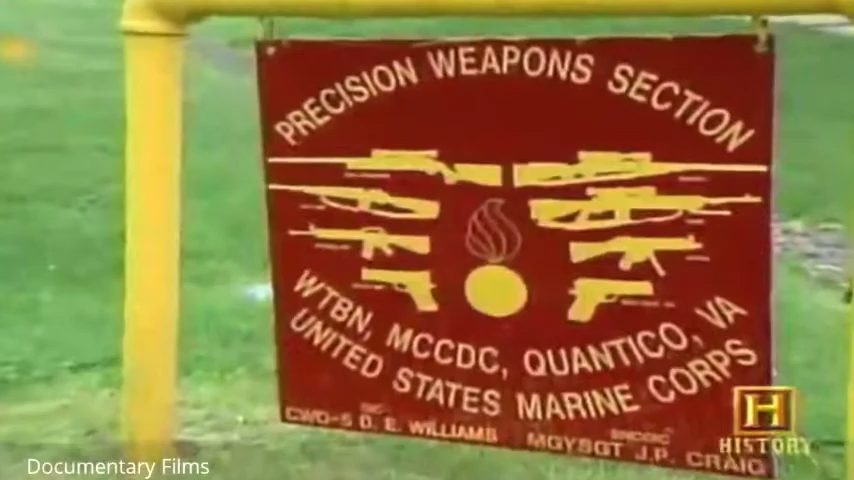 PRECISION WEAPONS SECTION
WTBN, MCCDC, QUANTICO, VA
UNITED STATES MARINE CORPS
CWO-5 D. E. WILLIAMS
MGYSGT J.P. CRAIG
H
HISTORY
Documentary Films